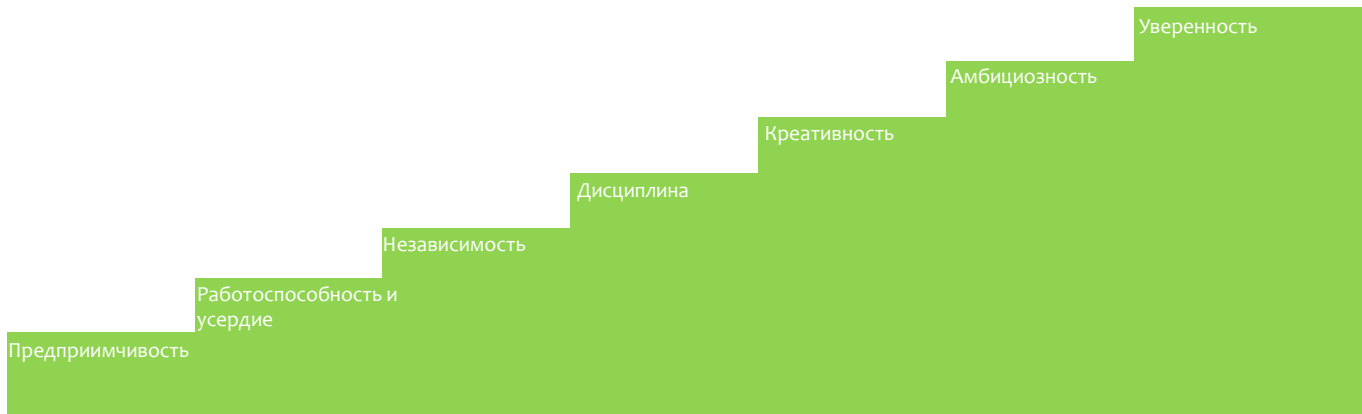 Уверенность
Амбициозность
Креативность
Дисциплина
Независимость
Работоспособность и
усердие
Предприимчивость